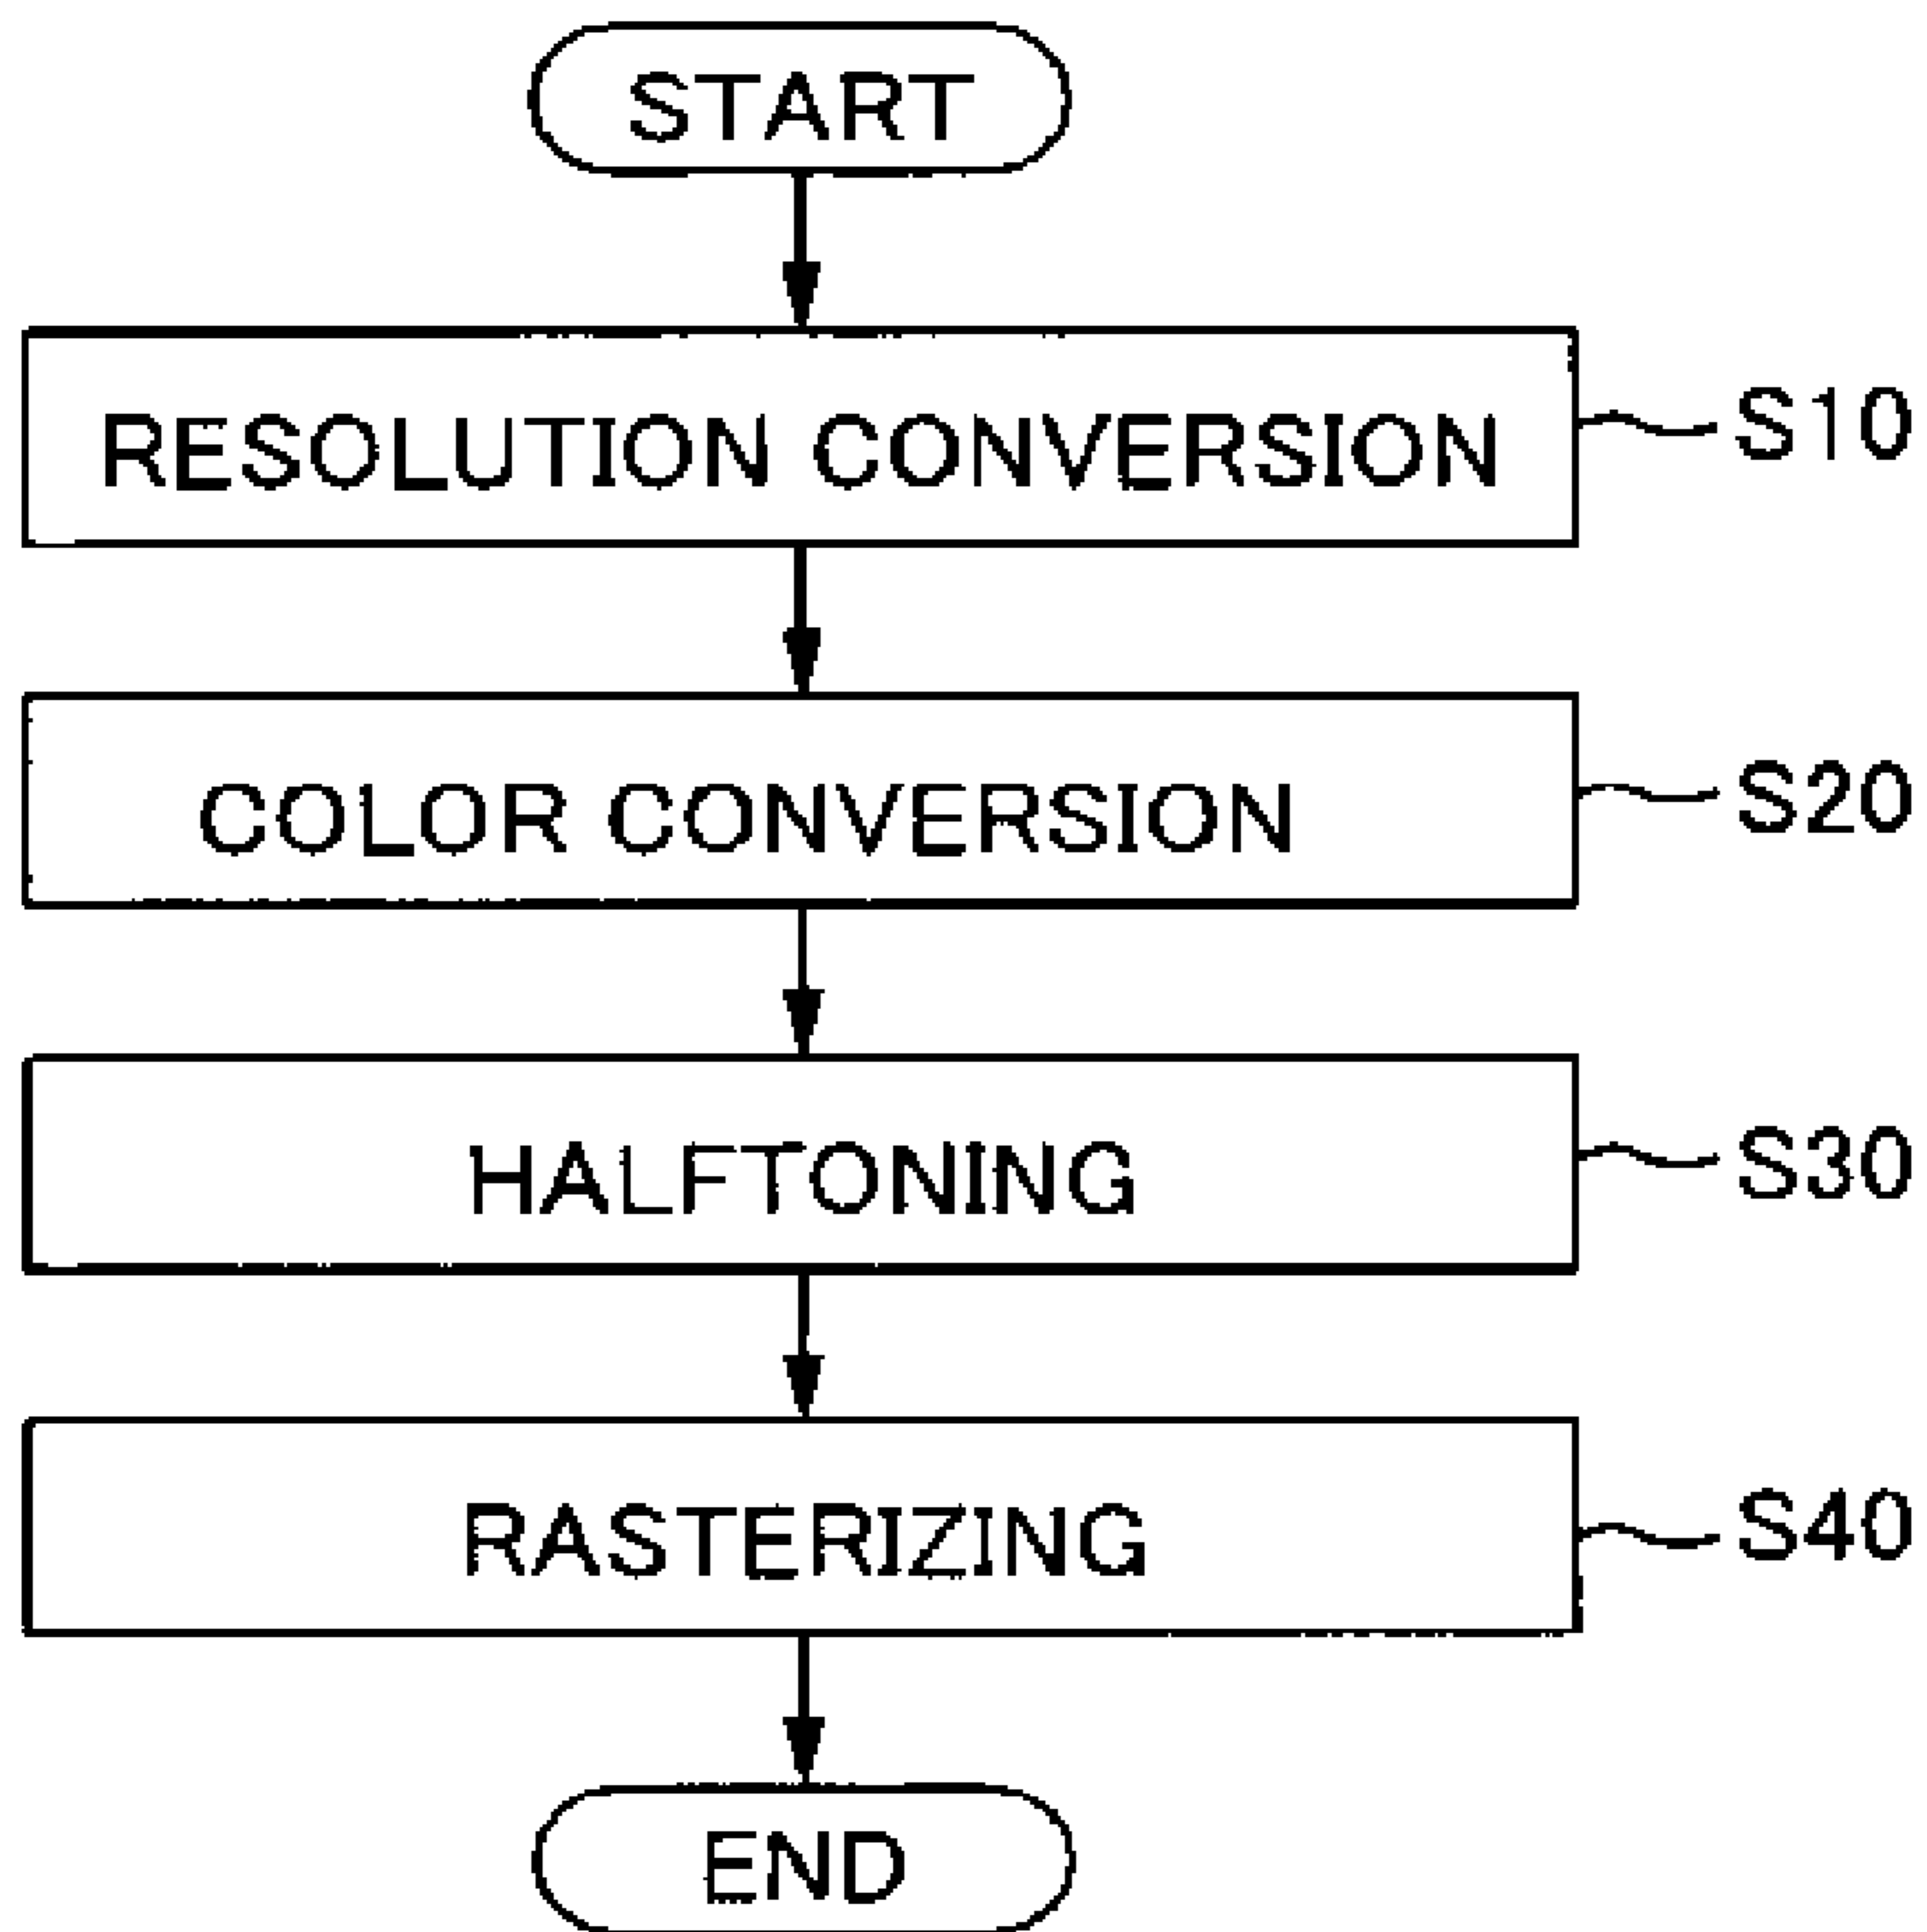 START
RESOLUTION CONVERSION
S10
COLOR CONVERSION
S20
HALFTONING
S30
RASTERIZING
S40
END